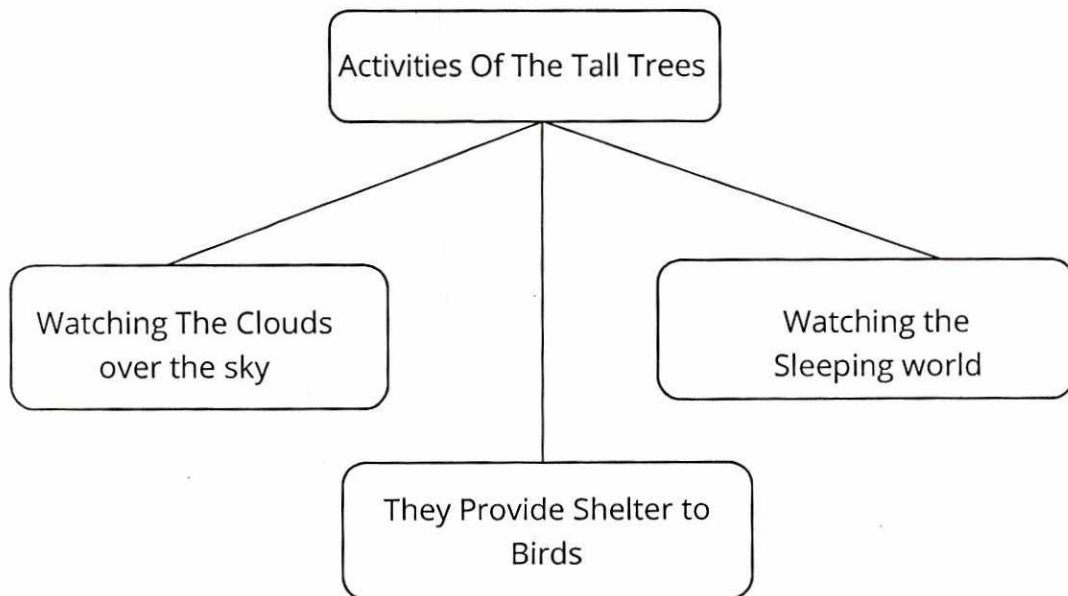 Activities Of The Tall Trees
Watching The Clouds
over the sky
Watching the
Sleeping world
They Provide Shelter to
Birds